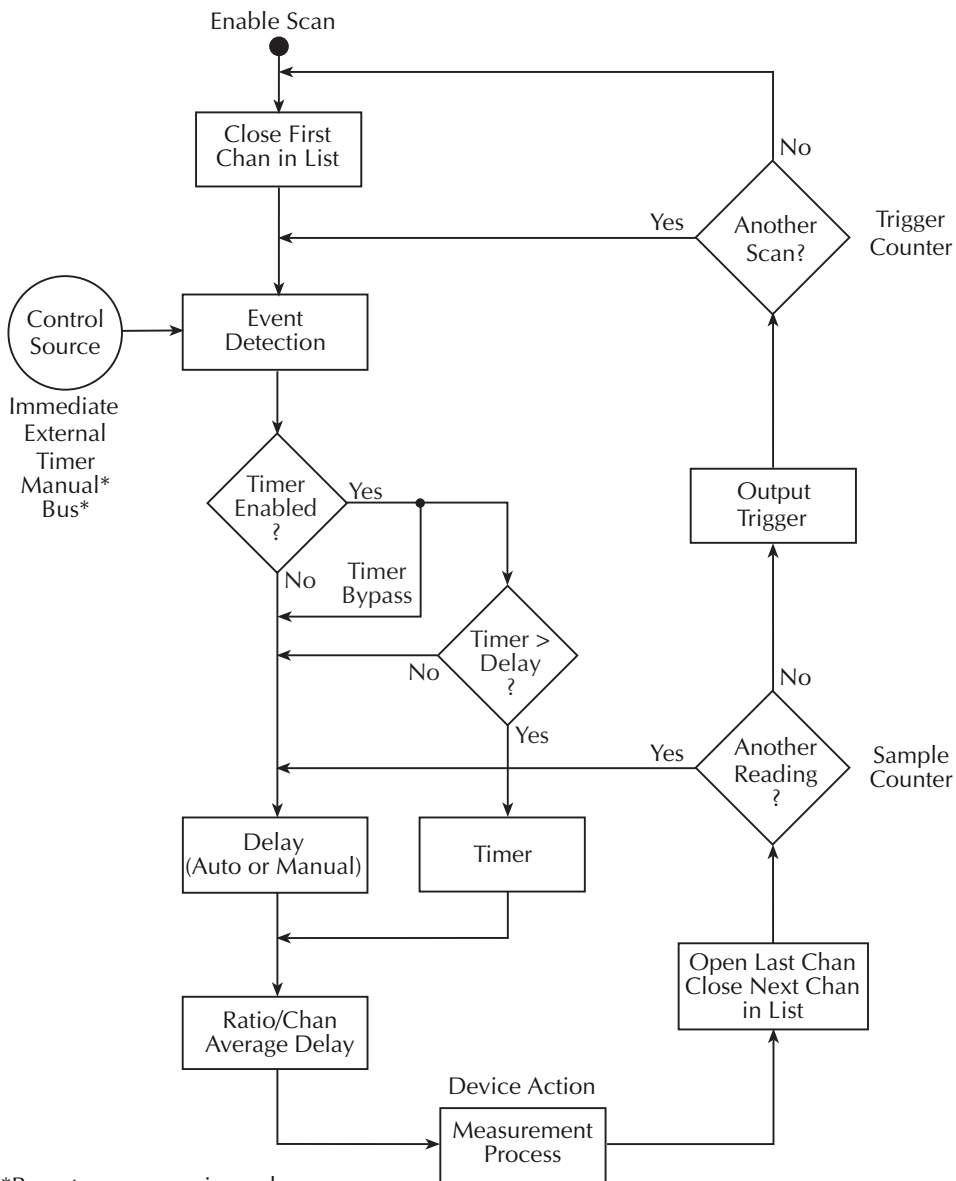 Enable Scan
Close First
Chan in List
No
Yes
Another
Scan?
Trigger
Counter
Control
Source
Event
Detection
Immediate
External
Timer
Manual*
Bus*
Timer
Enabled
?
Yes
No
Timer
Bypass
Output
Trigger
Timer >
Delay
?
No
Yes
No
Yes
Another
Reading
?
Sample
Counter
Delay
(Auto or Manual)
Timer
Open Last Chan
Close Next Chan
in List
Ratio/Chan
Average Delay
Device Action
Measurement
Process